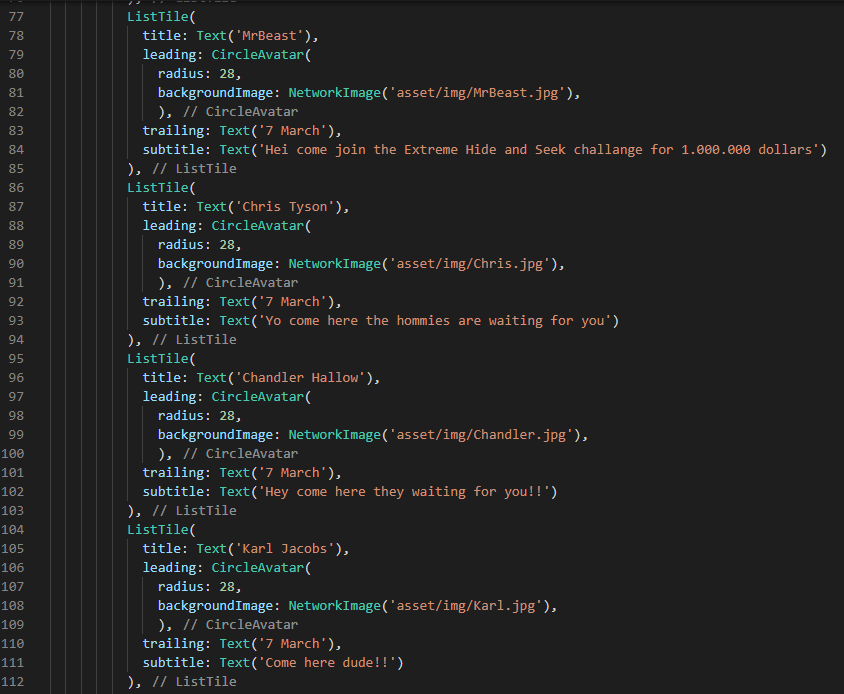 77 ListTile(
78 title: Text('MrBeast'),
79 leading: CircleAvatar(
80 radius: 28,
81 backgroundImage: NetworkImage('asset/img/MrBeast.jpg'),
82 ), // CircleAvatar
83 trailing: Text('7 March'),
84 subtitle: Text('Hei come join the Extreme Hide and Seek challange for 1.000.000 dollars')
85 ), // ListTile
86 ListTile(
87 title: Text('Chris Tyson'),
88 leading: CircleAvatar(
89 radius: 28,
90 backgroundImage: NetworkImage('asset/img/Chris.jpg'),
91 ), // CircleAvatar
92 trailing: Text('7 March'),
93 subtitle: Text('Yo come here the hommies are waiting for you')
94 ), // ListTile
95 ListTile(
96 title: Text('Chandler Hallow'),
97 leading: CircleAvatar(
98 radius: 28,
99 backgroundImage: NetworkImage('asset/img/Chandler.jpg'),
100 ), // CircleAvatar
101 trailing: Text('7 March'),
102 subtitle: Text('Hey come here they waiting for you!!')
103 ), // ListTile
104 ListTile(
105 title: Text('Karl Jacobs'),
106 leading: CircleAvatar(
107 radius: 28,
108 backgroundImage: NetworkImage('asset/img/Karl.jpg'),
109 ), // CircleAvatar
110 trailing: Text('7 March'),
111 subtitle: Text('Come here dude!!')
112 ), // ListTile